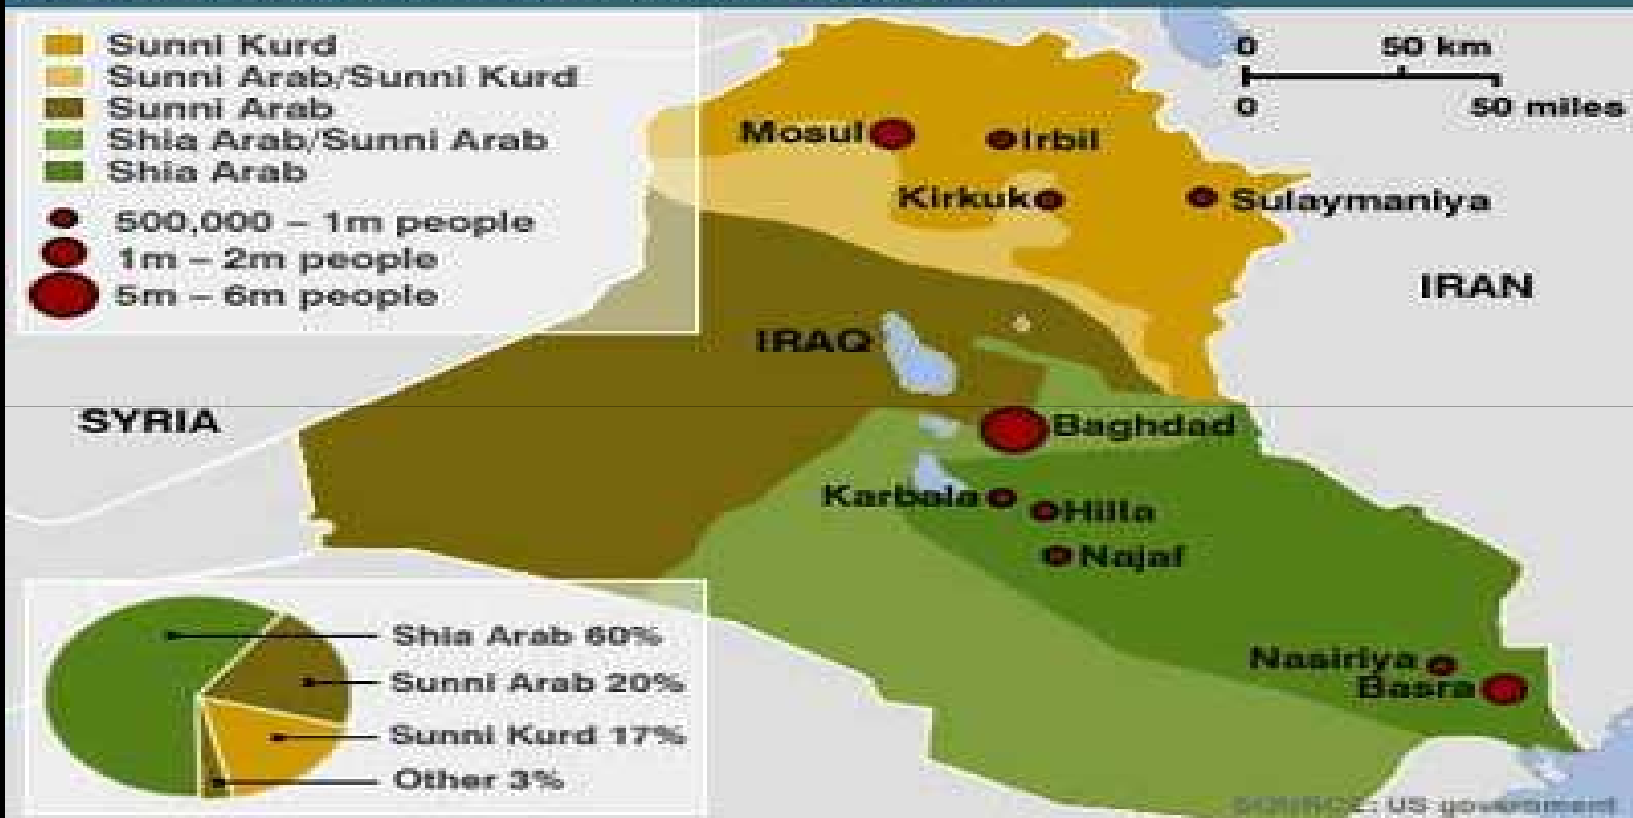 Sunni Kurd
Sunni Arab/Sunni Kurd
Sunni Arab
Shia Arab/Sunni Arab
Shia Arab
500,000 – 1m people
1m – 2m people
5m – 6m people
0 50 km
0 50 miles
Mosul
Irbil
Kirkuk
Sulaymaniya
IRAN
IRAQ
SYRIA
Baghdad
Karbala
Hilla
Najaf
Nasiriya
Basra
Shia Arab 60%
Sunni Arab 20%
Sunni Kurd 17%
Other 3%
SOURCE: US government